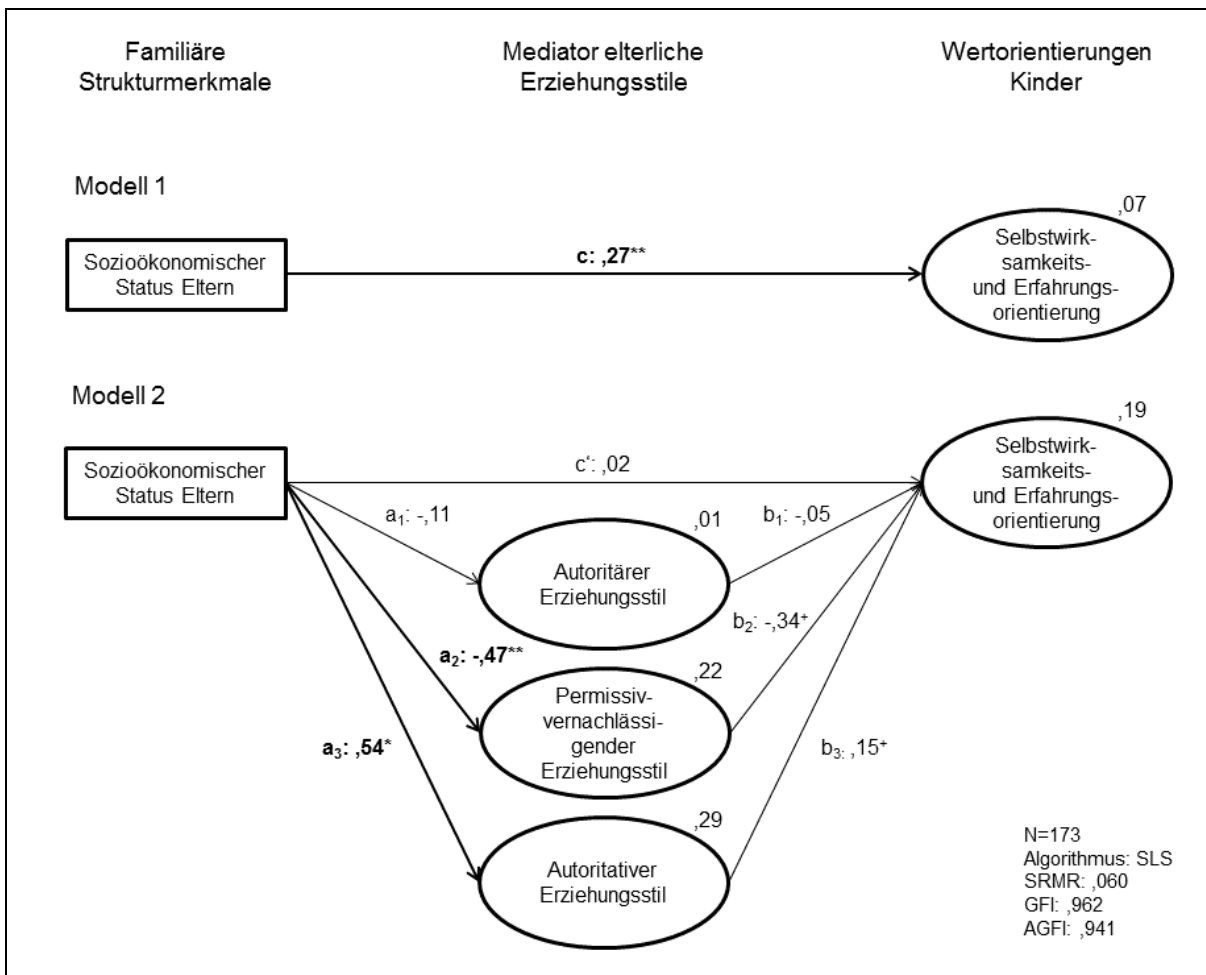 Familiäre
Strukturmerkmale
Mediator elterliche
Erziehungsstile
Wertorientierungen
Kinder
Modell 1
,07
Sozioökonomischer
Status Eltern
c: ,27**
Selbstwirk-
samkeits-
und Erfahrungs-
orientierung
Modell 2
,19
Sozioökonomischer
Status Eltern
c‘: ,02
Selbstwirk-
samkeits-
und Erfahrungs-
orientierung
a₁: -,11
,01
b₁: -,05
Autoritärer
Erziehungsstil
b₂: -,34⁺
a₂: -,47**
,22
Permissiv-
vernachlässi-
gender
Erziehungsstil
a₃: ,54*
b₃: ,15⁺
,29
Autoritativer
Erziehungsstil
N=173
Algorithmus: SLS
SRMR: ,060
GFI: ,962
AGFI: ,941